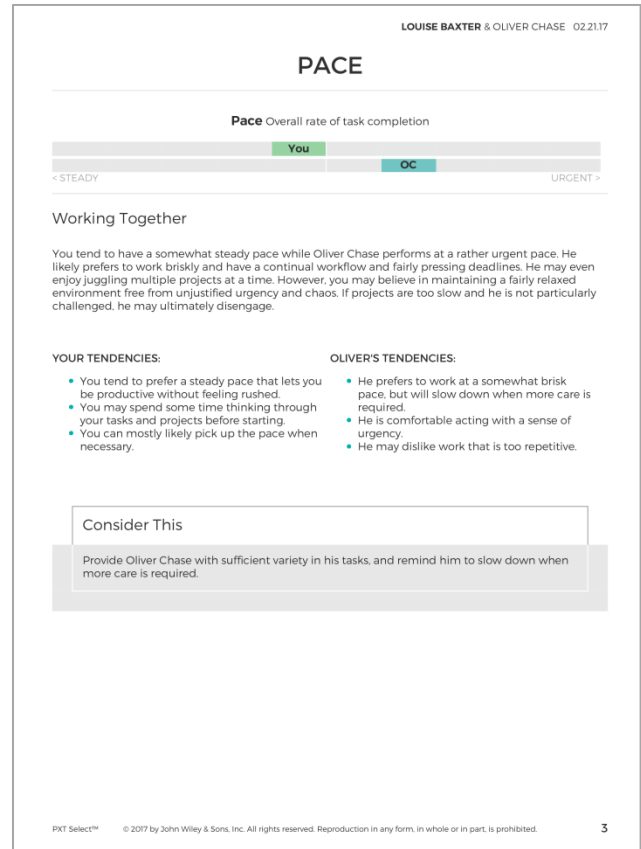 LOUISE BAXTER & OLIVER CHASE 02.21.17
PACE
Pace Overall rate of task completion
You
OC
< STEADY
URGENT >
Working Together
You tend to have a somewhat steady pace while Oliver Chase performs at a rather urgent pace. He
likely prefers to work briskly and have a continual workflow and fairly pressing deadlines. He may even
enjoy juggling multiple projects at a time. However, you may believe in maintaining a fairly relaxed
environment free from unjustified urgency and chaos. If projects are too slow and he is not particularly
challenged, he may ultimately disengage.
YOUR TENDENCIES:
• You tend to prefer a steady pace that lets you
be productive without feeling rushed.
• You may spend some time thinking through
your tasks and projects before starting.
• You can mostly likely pick up the pace when
necessary.
OLIVER'S TENDENCIES:
• He prefers to work at a somewhat brisk
pace, but will slow down when more care is
required.
• He is comfortable acting with a sense of
urgency.
• He may dislike work that is too repetitive.
Consider This
Provide Oliver Chase with sufficient variety in his tasks, and remind him to slow down when
more care is required.
PXT Select™ © 2017 by John Wiley & Sons, Inc. All rights reserved. Reproduction in any form, in whole or in part, is prohibited. 3